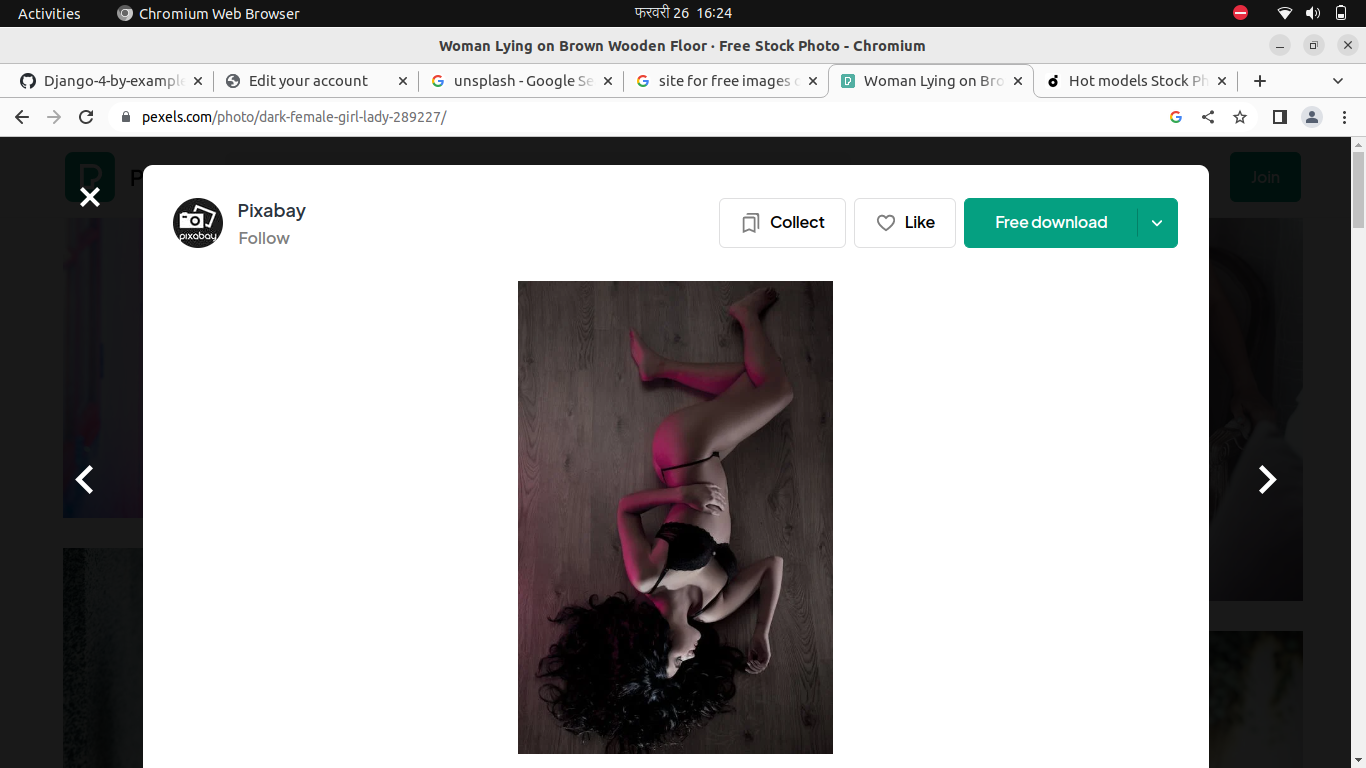 Activities Chromium Web Browser फरवरी 26 16:24
Woman Lying on Brown Wooden Floor · Free Stock Photo - Chromium
Django-4-by-example Edit your account unsplash - Google Se site for free images Woman Lying on Bro Hot models Stock Ph
pexels.com/photo/dark-female-girl-lady-289227/
Join
pixabay
Pixabay
Follow
Collect Like Free download